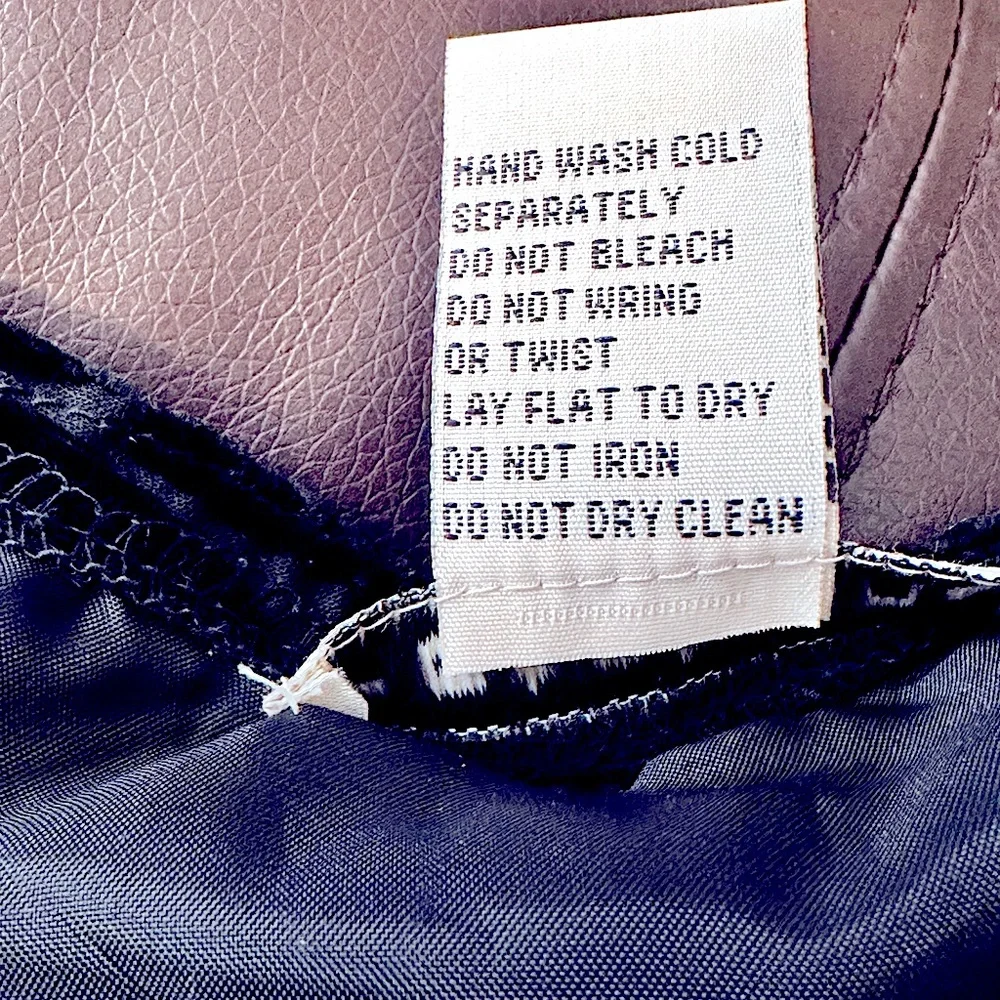 HAND WASH COLD
SEPARATELY
DO NOT BLEACH
DO NOT WRING
OR TWIST
LAY FLAT TO DRY
DO NOT IRON
DO NOT DRY CLEAN